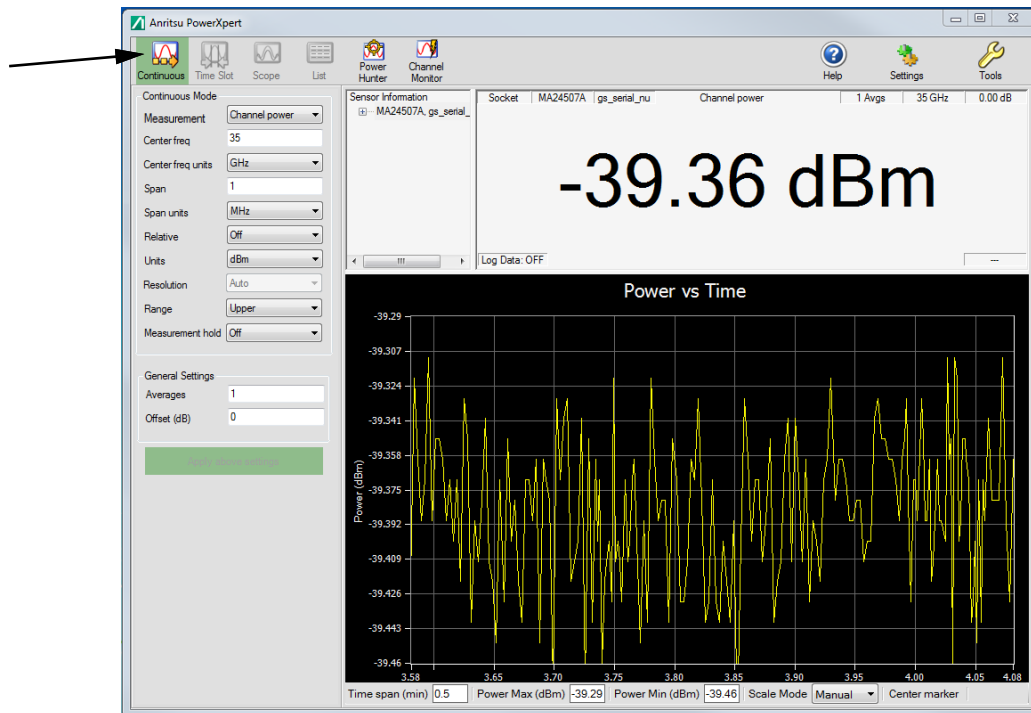 Anritsu PowerXpert
Continuous Time Slot Scope List Power Hunter Channel Monitor Help Settings Tools
Continuous Mode
Measurement Channel power
Center freq 35
Center freq units GHz
Span 1
Span units MHz
Relative Off
Units dBm
Resolution Auto
Range Upper
Measurement hold Off
General Settings
Averages 1
Offset (dB) 0
Apply above settings
Sensor Information
MA24507A, gs_serial_
Socket MA24507A gs_serial_nu Channel power 1 Avgs 35 GHz 0.00 dB
-39.36 dBm
Log Data: OFF ---
Power vs Time
Power (dBm)
-39.29
-39.307
-39.324
-39.341
-39.358
-39.375
-39.392
-39.409
-39.426
-39.443
-39.46
3.58 3.65 3.70 3.75 3.80 3.85 3.90 3.95 4.00 4.05 4.08
Time span (min) 0.5 Power Max (dBm) -39.29 Power Min (dBm) -39.46 Scale Mode Manual Center marker